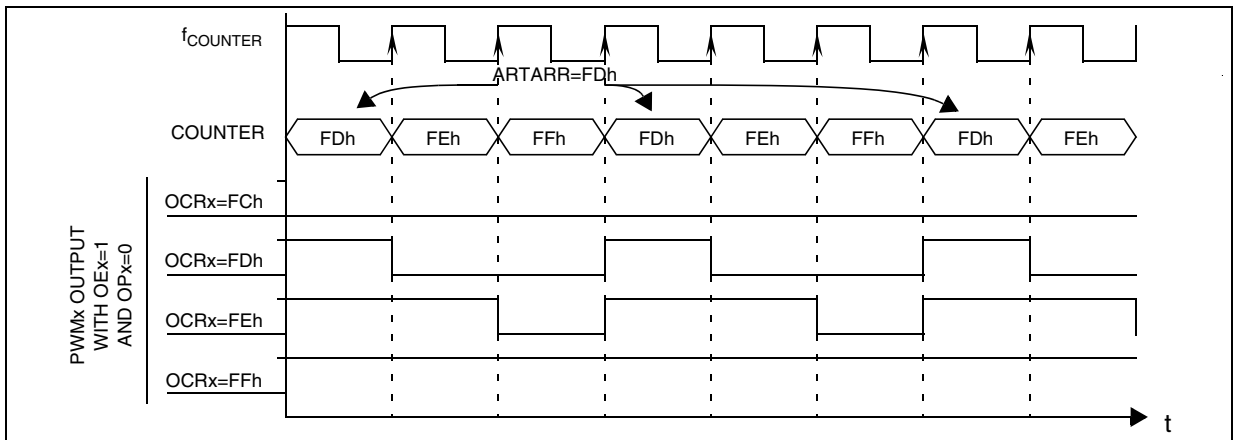 fCOUNTER
ARTARR=FDh
COUNTER
FDh FEh FFh FDh FEh FFh FDh FEh
PWMx OUTPUT
WITH OEx=1
AND OPx=0
OCRx=FCh
OCRx=FDh
OCRx=FEh
OCRx=FFh
t